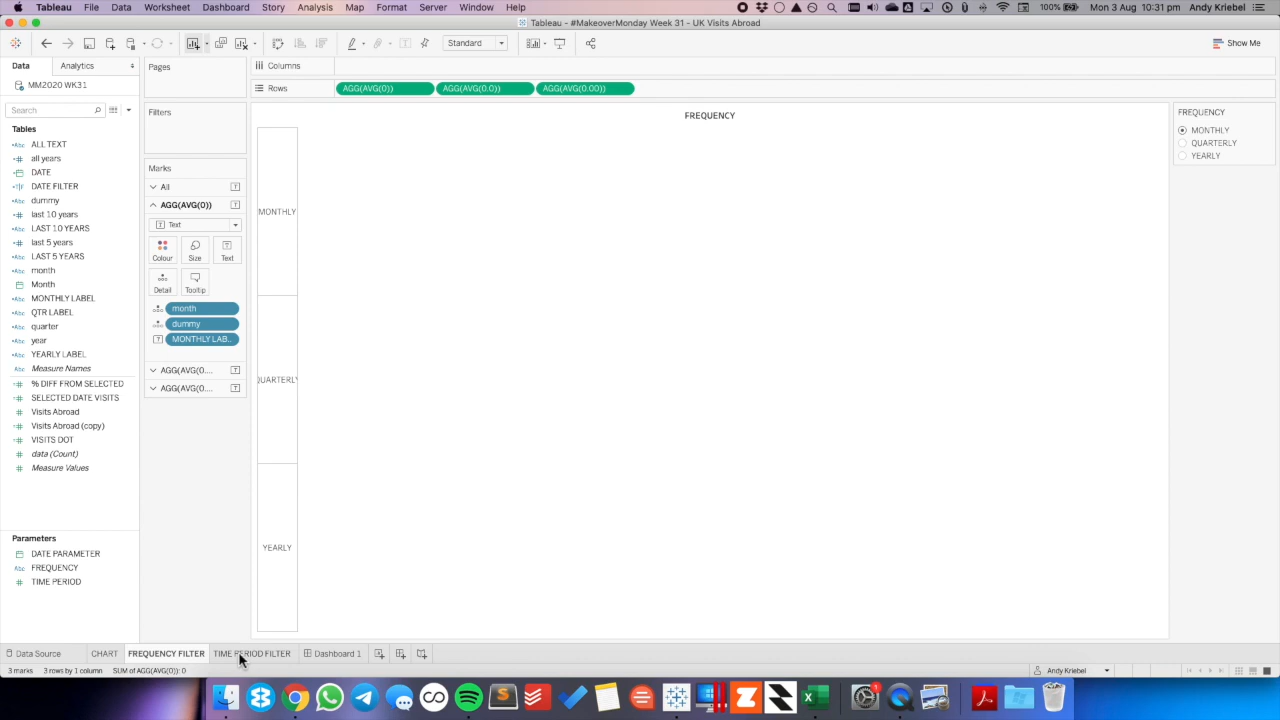 Tableau File Data Worksheet Dashboard Story Analysis Map Format Server Window Help 100% Mon 3 Aug 10:31 pm Andy Kriebel
Tableau - #MakeoverMonday Week 31 - UK Visits Abroad
Standard Show Me
Data Analytics Pages Columns
MM2020 WK31 Rows AGG(AVG(0)) AGG(AVG(0.0)) AGG(AVG(0.00))
Search
Filters
FREQUENCY
FREQUENCY
MONTHLY
QUARTERLY
YEARLY
Tables
ALL TEXT
all years
DATE
DATE FILTER
dummy
last 10 years
LAST 10 YEARS
last 5 years
LAST 5 YEARS
month
Month
MONTHLY LABEL
QTR LABEL
quarter
year
YEARLY LABEL
Measure Names
% DIFF FROM SELECTED
SELECTED DATE VISITS
Visits Abroad
Visits Abroad (copy)
VISITS DOT
data (Count)
Measure Values
Parameters
DATE PARAMETER
FREQUENCY
TIME PERIOD
Marks
All
AGG(AVG(0))
Text
Colour Size Text
Detail Tooltip
month
dummy
MONTHLY LAB..
AGG(AVG(0....
AGG(AVG(0....
MONTHLY
QUARTERLY
YEARLY
Data Source CHART FREQUENCY FILTER TIME PERIOD FILTER Dashboard 1
3 marks 3 rows by 1 column SUM of AGG(AVG(0)): 0 Andy Kriebel